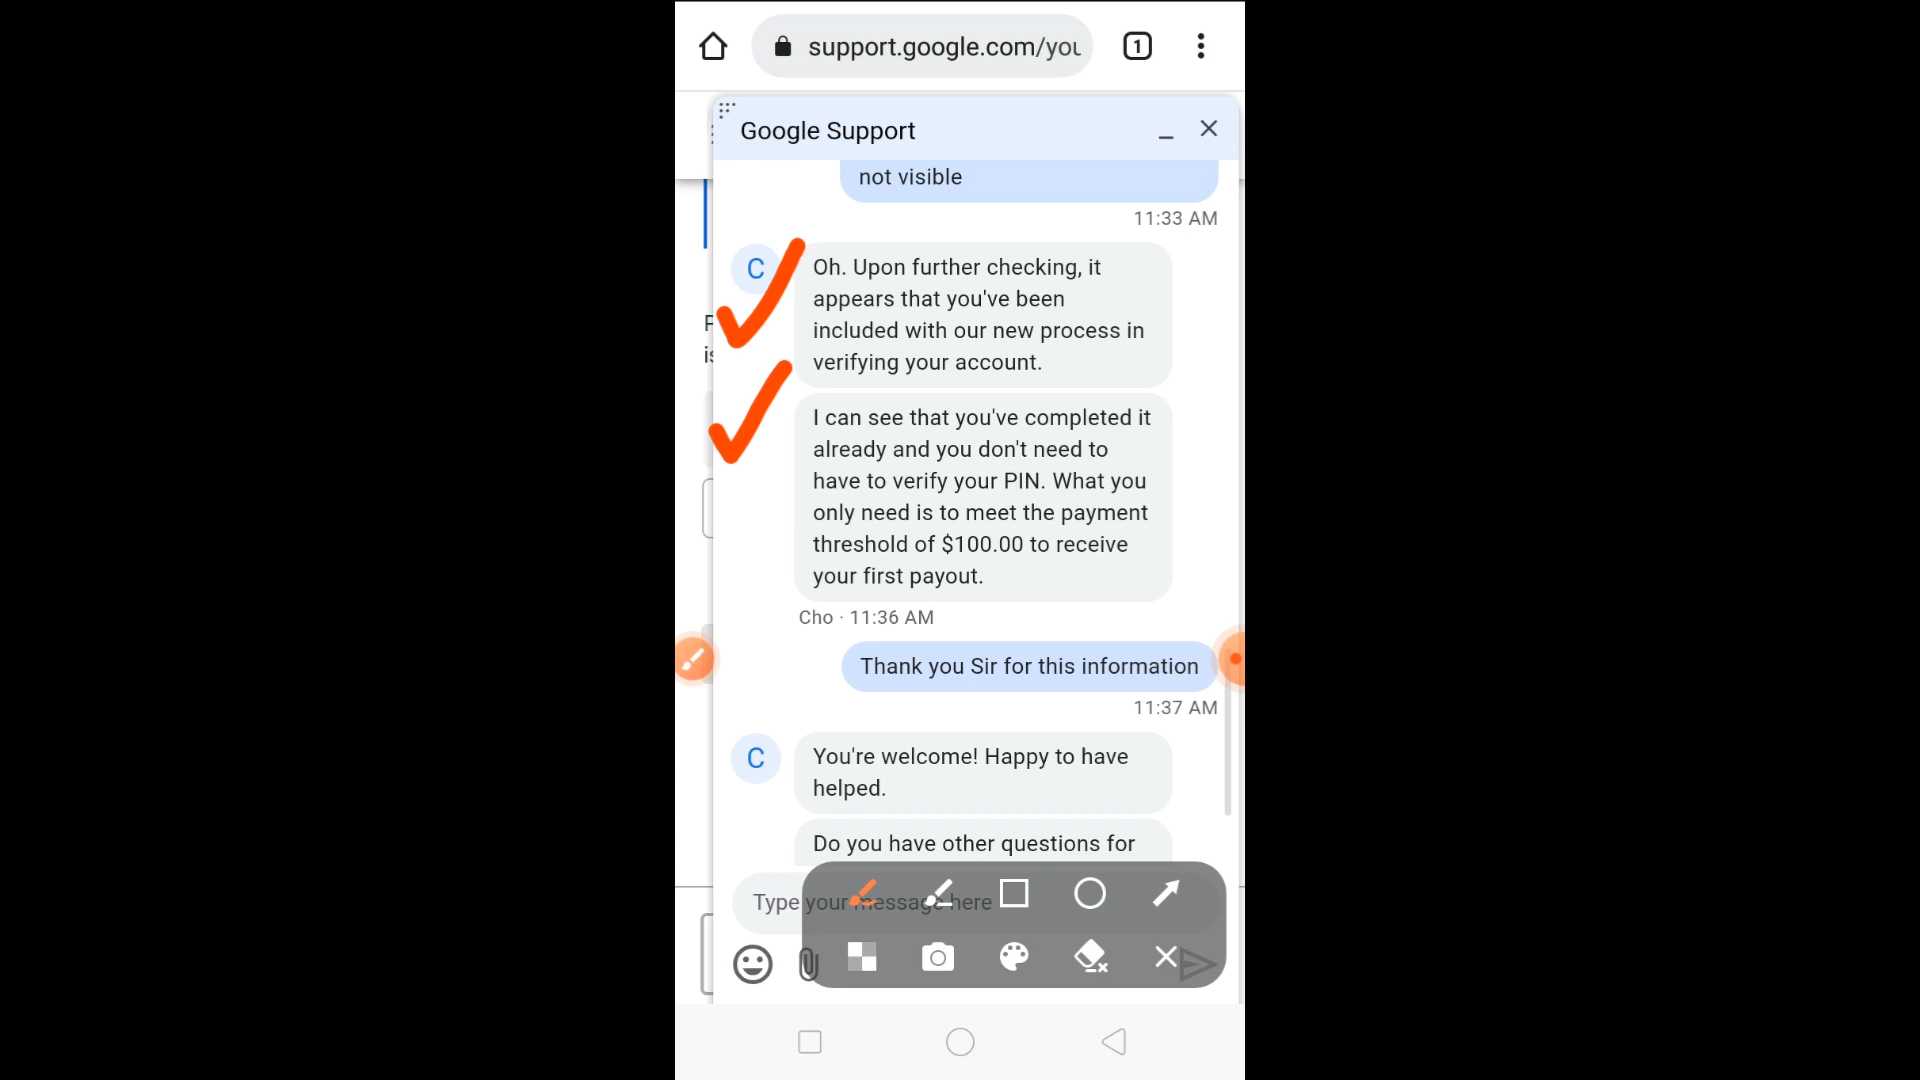 1
support.google.com/you
Google Support
not visible
11:33 AM
C
Oh. Upon further checking, it
appears that you've been
included with our new process in
verifying your account.
I can see that you've completed it
already and you don't need to
have to verify your PIN. What you
only need is to meet the payment
threshold of $100.00 to receive
your first payout.
Cho · 11:36 AM
Thank you Sir for this information
11:37 AM
C
You're welcome! Happy to have
helped.
Do you have other questions for
Type your message here